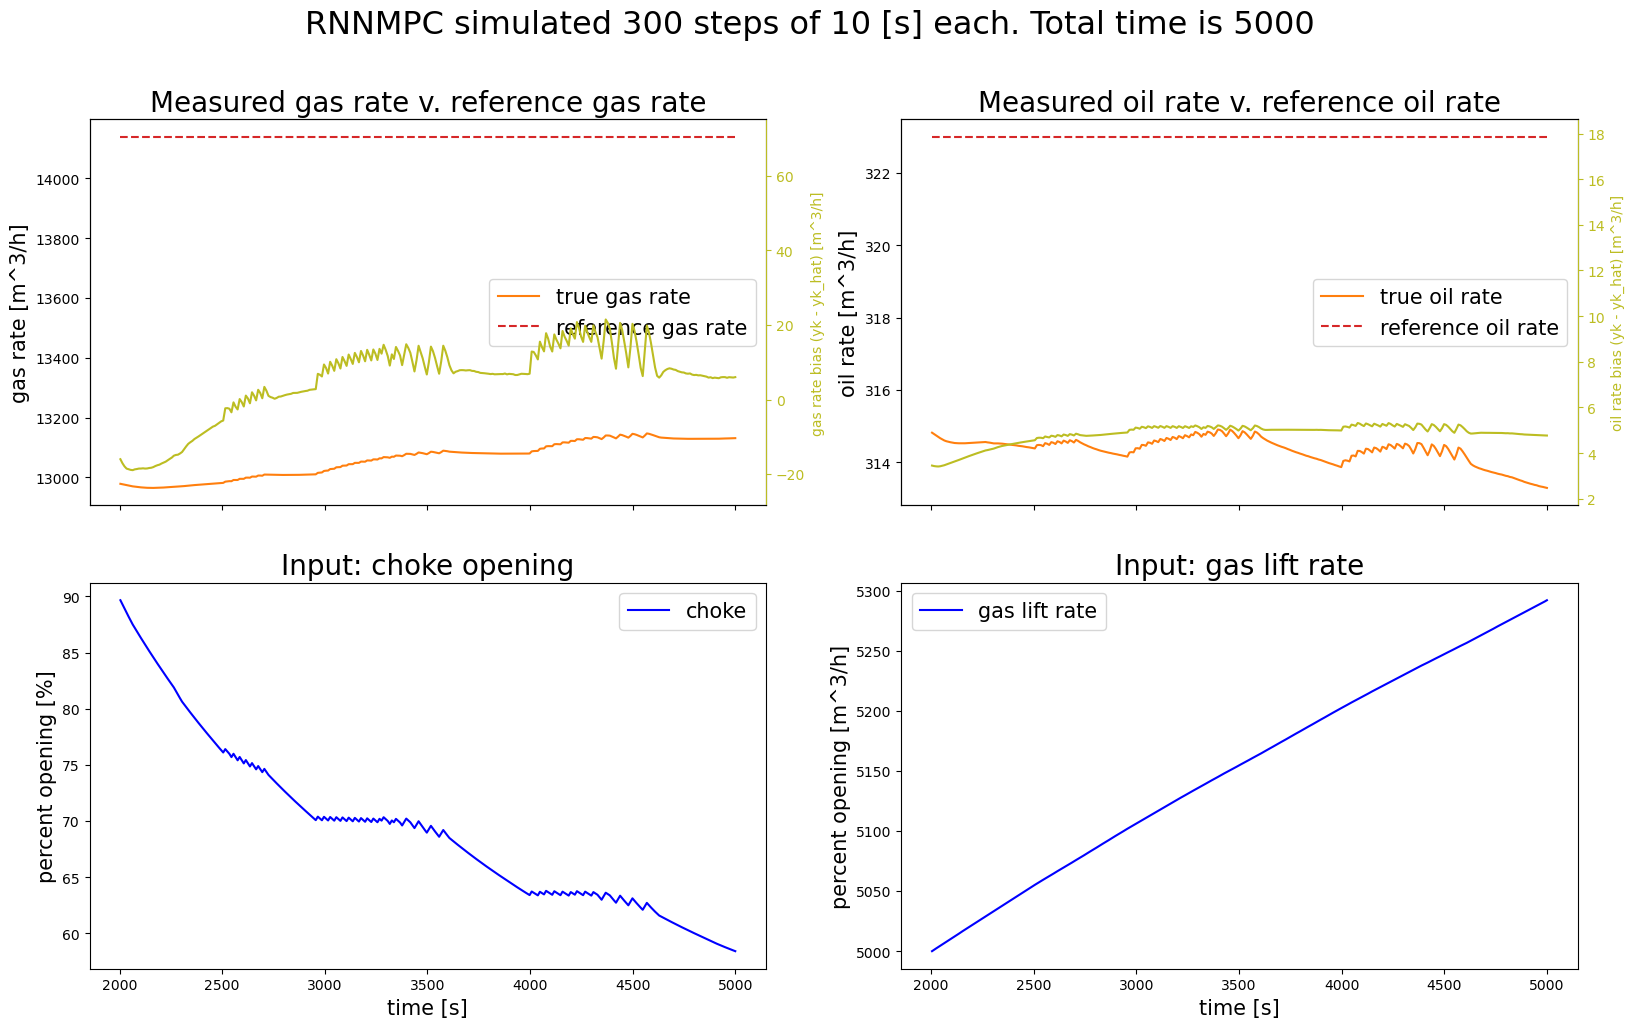 RNNMPC simulated 300 steps of 10 [s] each. Total time is 5000
Measured gas rate v. reference gas rate
gas rate [m^3/h]
14000
13800
13600
13400
13200
13000
true gas rate
reference gas rate
60
40
20
0
−20
gas rate bias (yk - yk_hat) [m^3/h]
Measured oil rate v. reference oil rate
oil rate [m^3/h]
322
320
318
316
314
true oil rate
reference oil rate
18
16
14
12
10
8
6
4
2
oil rate bias (yk - yk_hat) [m^3/h]
Input: choke opening
percent opening [%]
90
85
80
75
70
65
60
choke
2000 2500 3000 3500 4000 4500 5000
time [s]
Input: gas lift rate
percent opening [m^3/h]
5300
5250
5200
5150
5100
5050
5000
gas lift rate
2000 2500 3000 3500 4000 4500 5000
time [s]